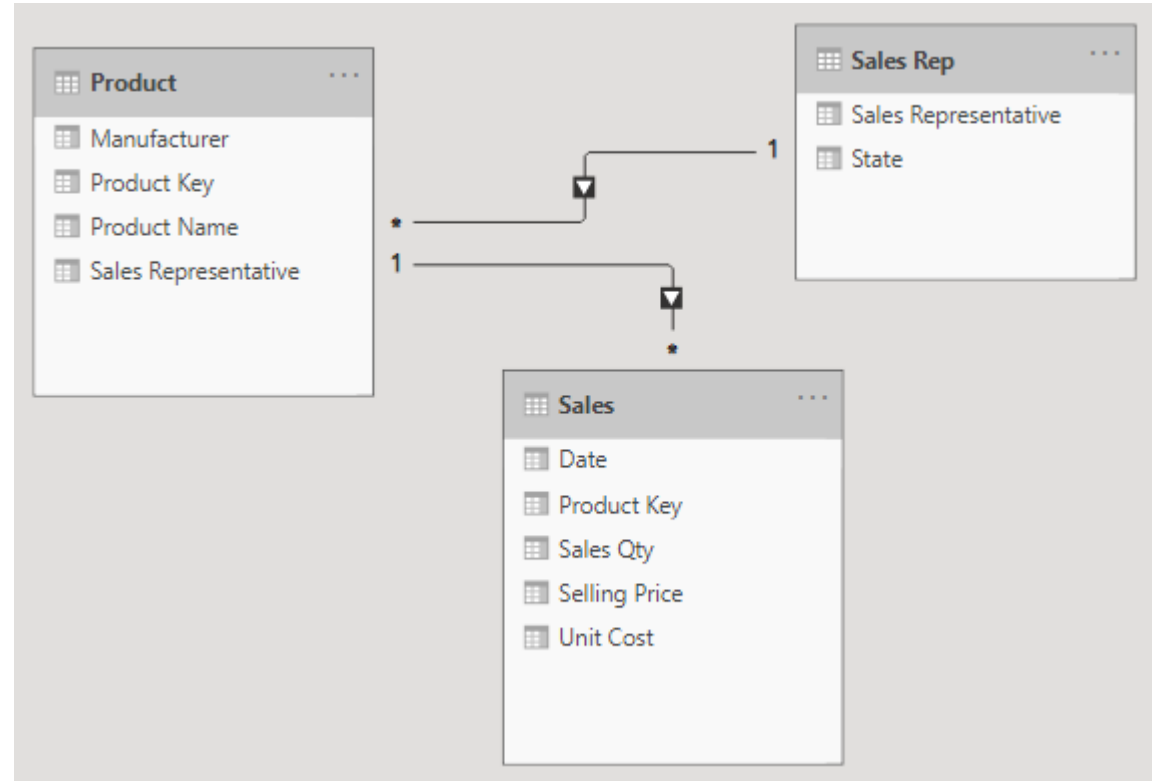 Product ...
Manufacturer
Product Key
Product Name
Sales Representative
*
1
1
*
Sales Rep ...
Sales Representative
State
Sales ...
Date
Product Key
Sales Qty
Selling Price
Unit Cost